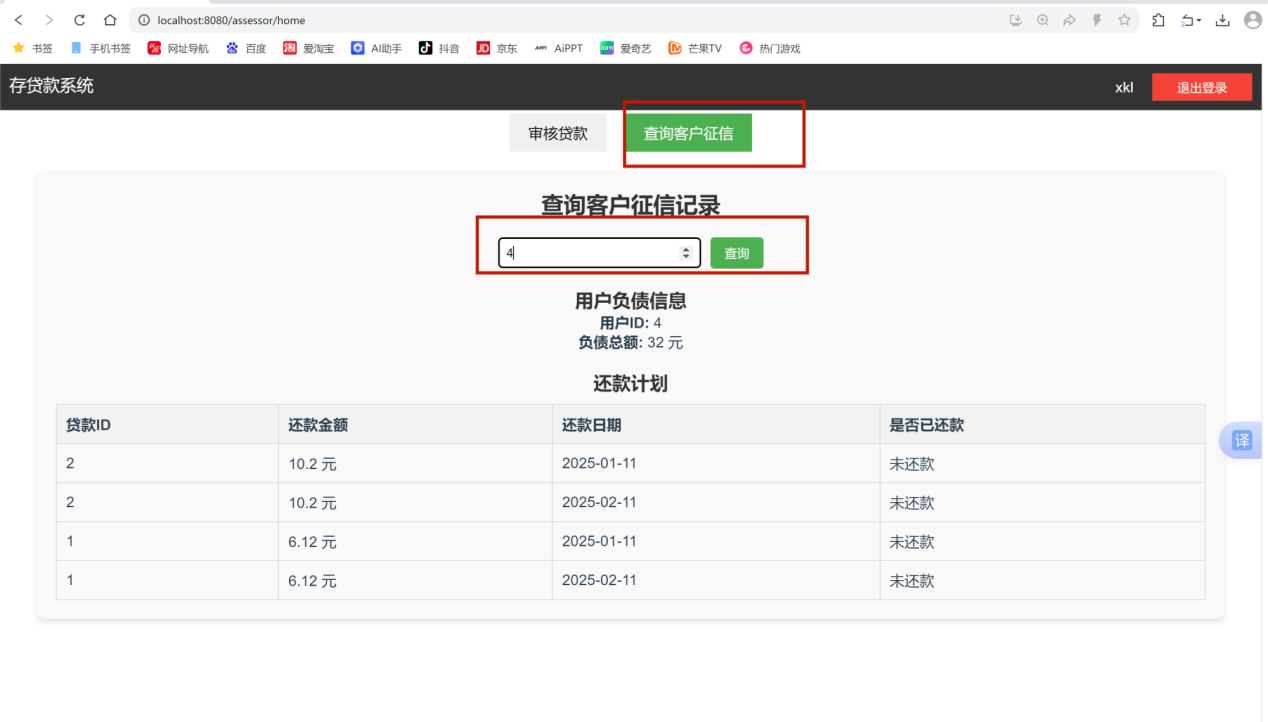 localhost:8080/assessor/home
书签 手机书签 网址导航 百度 淘 爱淘宝 AI助手 抖音 JD 京东 AiPPT AiPPT 爱奇艺 芒果TV 热门游戏
存贷款系统 xkl 退出登录
审核贷款 查询客户征信
查询客户征信记录
4 查询
用户负债信息
用户ID: 4
负债总额: 32 元
还款计划
贷款ID 还款金额 还款日期 是否已还款
2 10.2 元 2025-01-11 未还款
2 10.2 元 2025-02-11 未还款
译
1 6.12 元 2025-01-11 未还款
1 6.12 元 2025-02-11 未还款